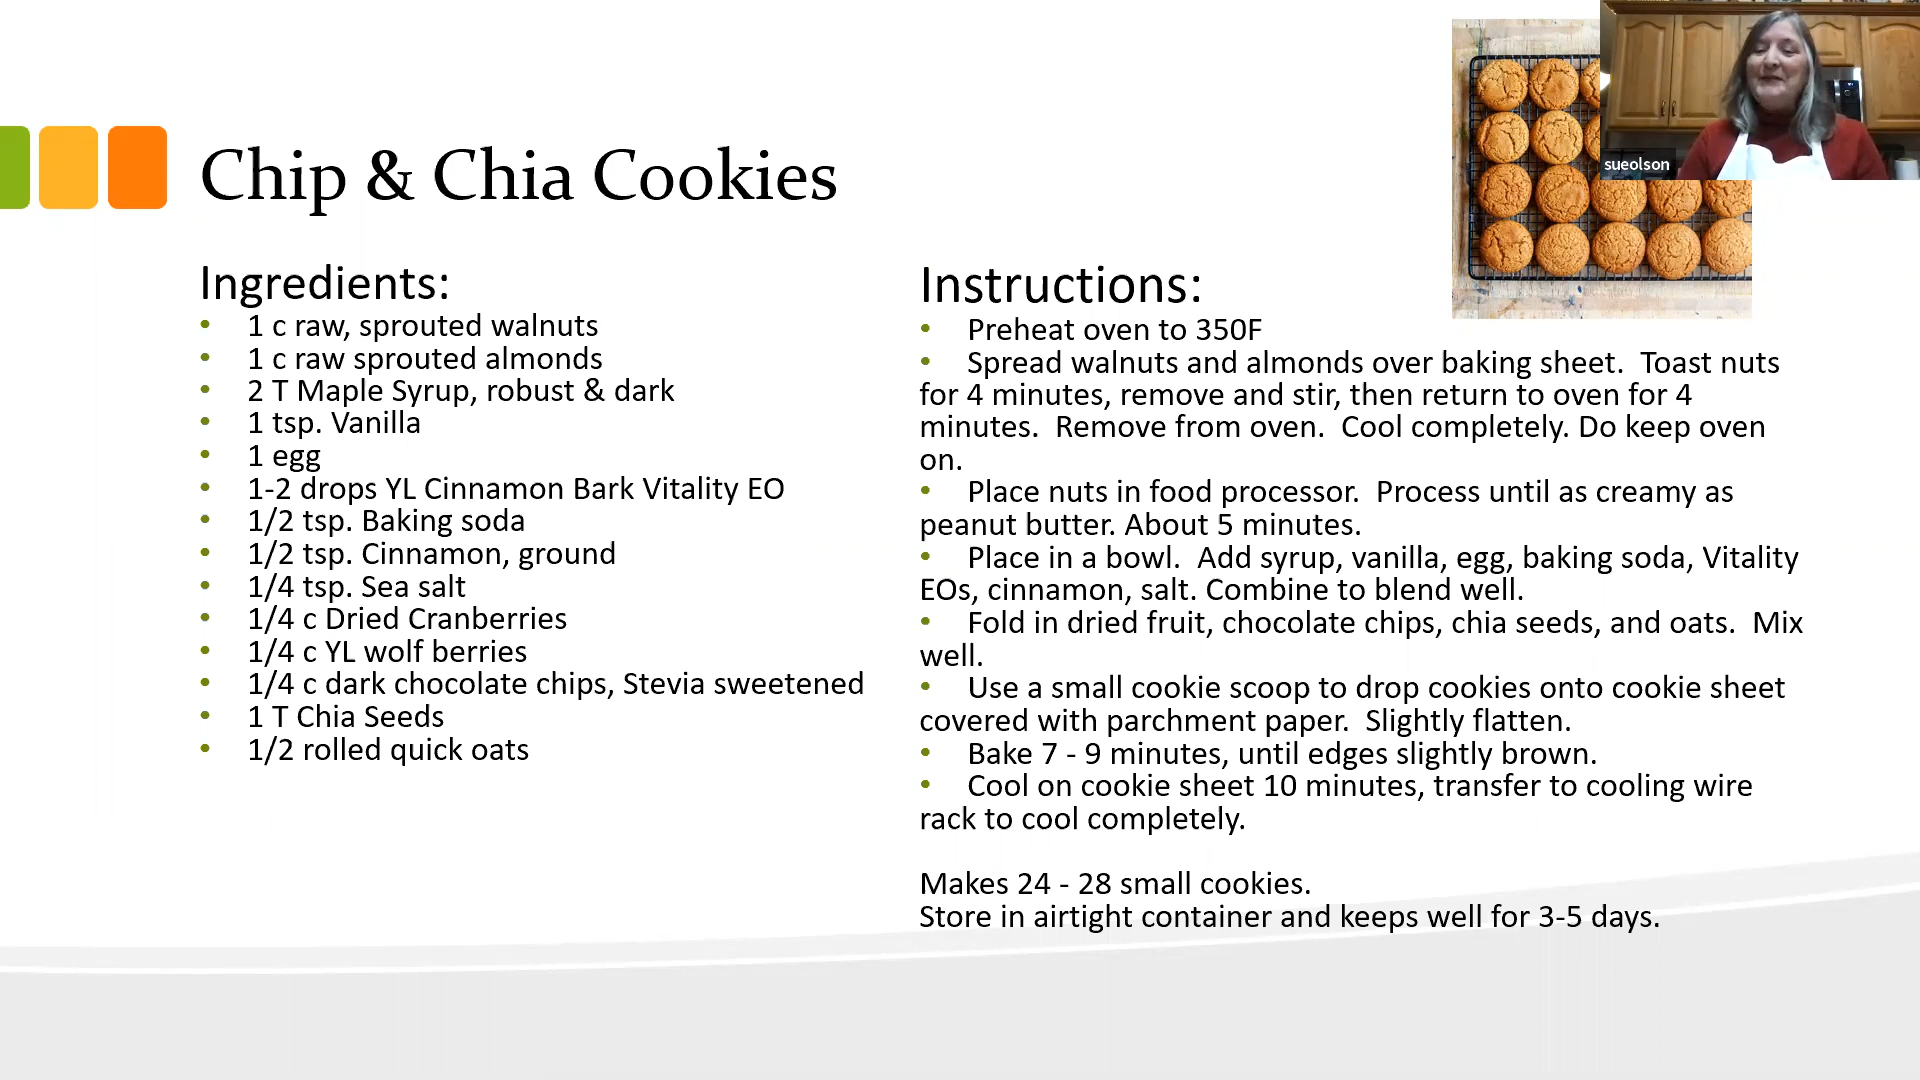 sueolson
Chip & Chia Cookies
Ingredients:
• 1 c raw, sprouted walnuts
• 1 c raw sprouted almonds
• 2 T Maple Syrup, robust & dark
• 1 tsp. Vanilla
• 1 egg
• 1-2 drops YL Cinnamon Bark Vitality EO
• 1/2 tsp. Baking soda
• 1/2 tsp. Cinnamon, ground
• 1/4 tsp. Sea salt
• 1/4 c Dried Cranberries
• 1/4 c YL wolf berries
• 1/4 c dark chocolate chips, Stevia sweetened
• 1 T Chia Seeds
• 1/2 rolled quick oats
Instructions:
• Preheat oven to 350F
• Spread walnuts and almonds over baking sheet.  Toast nuts
for 4 minutes, remove and stir, then return to oven for 4
minutes.  Remove from oven.  Cool completely. Do keep oven
on.
• Place nuts in food processor.  Process until as creamy as
peanut butter. About 5 minutes.
• Place in a bowl.  Add syrup, vanilla, egg, baking soda, Vitality
EOs, cinnamon, salt. Combine to blend well.
• Fold in dried fruit, chocolate chips, chia seeds, and oats.  Mix
well.
• Use a small cookie scoop to drop cookies onto cookie sheet
covered with parchment paper.  Slightly flatten.
• Bake 7 - 9 minutes, until edges slightly brown.
• Cool on cookie sheet 10 minutes, transfer to cooling wire
rack to cool completely.
Makes 24 - 28 small cookies.
Store in airtight container and keeps well for 3-5 days.